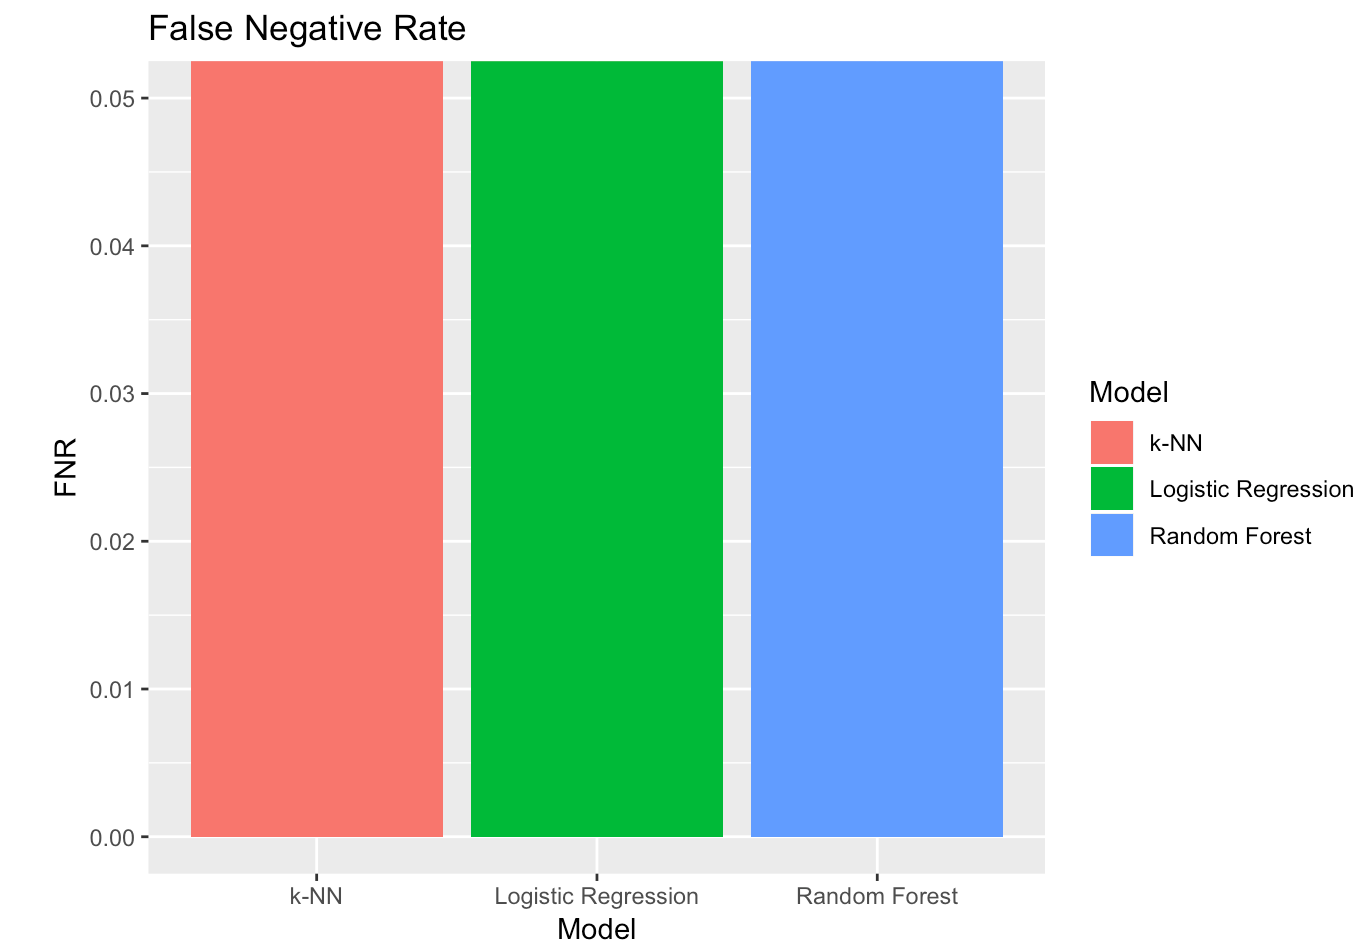 False Negative Rate
0.05
0.04
0.03
0.02
0.01
0.00
FNR
k-NN
Logistic Regression
Random Forest
Model
Model
k-NN
Logistic Regression
Random Forest